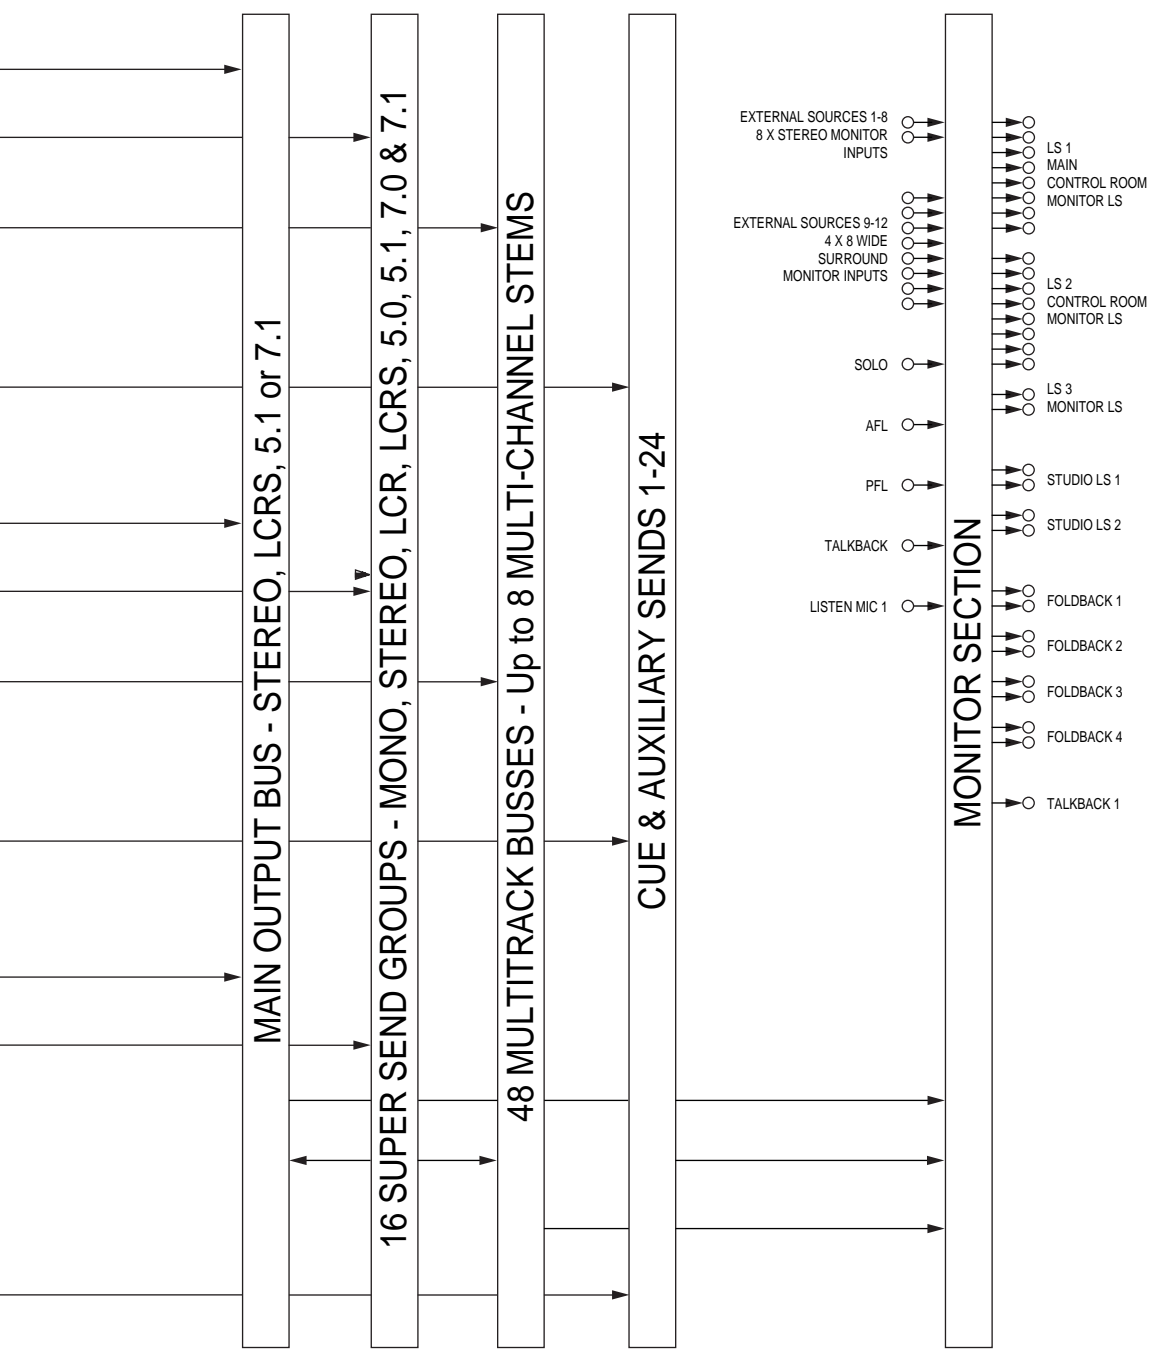 MAIN OUTPUT BUS - STEREO, LCRS, 5.1 or 7.1
16 SUPER SEND GROUPS - MONO, STEREO, LCR, LCRS, 5.0, 5.1, 7.0 & 7.1
48 MULTITRACK BUSSES - Up to 8 MULTI-CHANNEL STEMS
CUE & AUXILIARY SENDS 1-24
EXTERNAL SOURCES 1-8
8 X STEREO MONITOR
INPUTS
EXTERNAL SOURCES 9-12
4 X 8 WIDE
SURROUND
MONITOR INPUTS
SOLO
AFL
PFL
TALKBACK
LISTEN MIC 1
MONITOR SECTION
LS 1
MAIN
CONTROL ROOM
MONITOR LS
LS 2
CONTROL ROOM
MONITOR LS
LS 3
MONITOR LS
STUDIO LS 1
STUDIO LS 2
FOLDBACK 1
FOLDBACK 2
FOLDBACK 3
FOLDBACK 4
TALKBACK 1